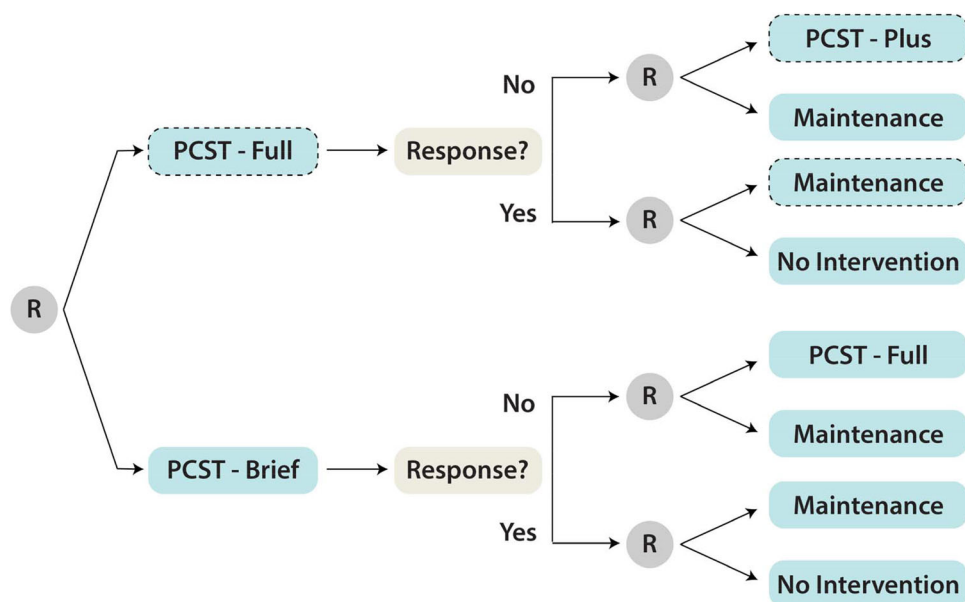 PCST - Plus
No
R
Maintenance
PCST - Full
Response?
Maintenance
Yes
R
No Intervention
R
PCST - Full
No
R
Maintenance
PCST - Brief
Response?
Maintenance
Yes
R
No Intervention